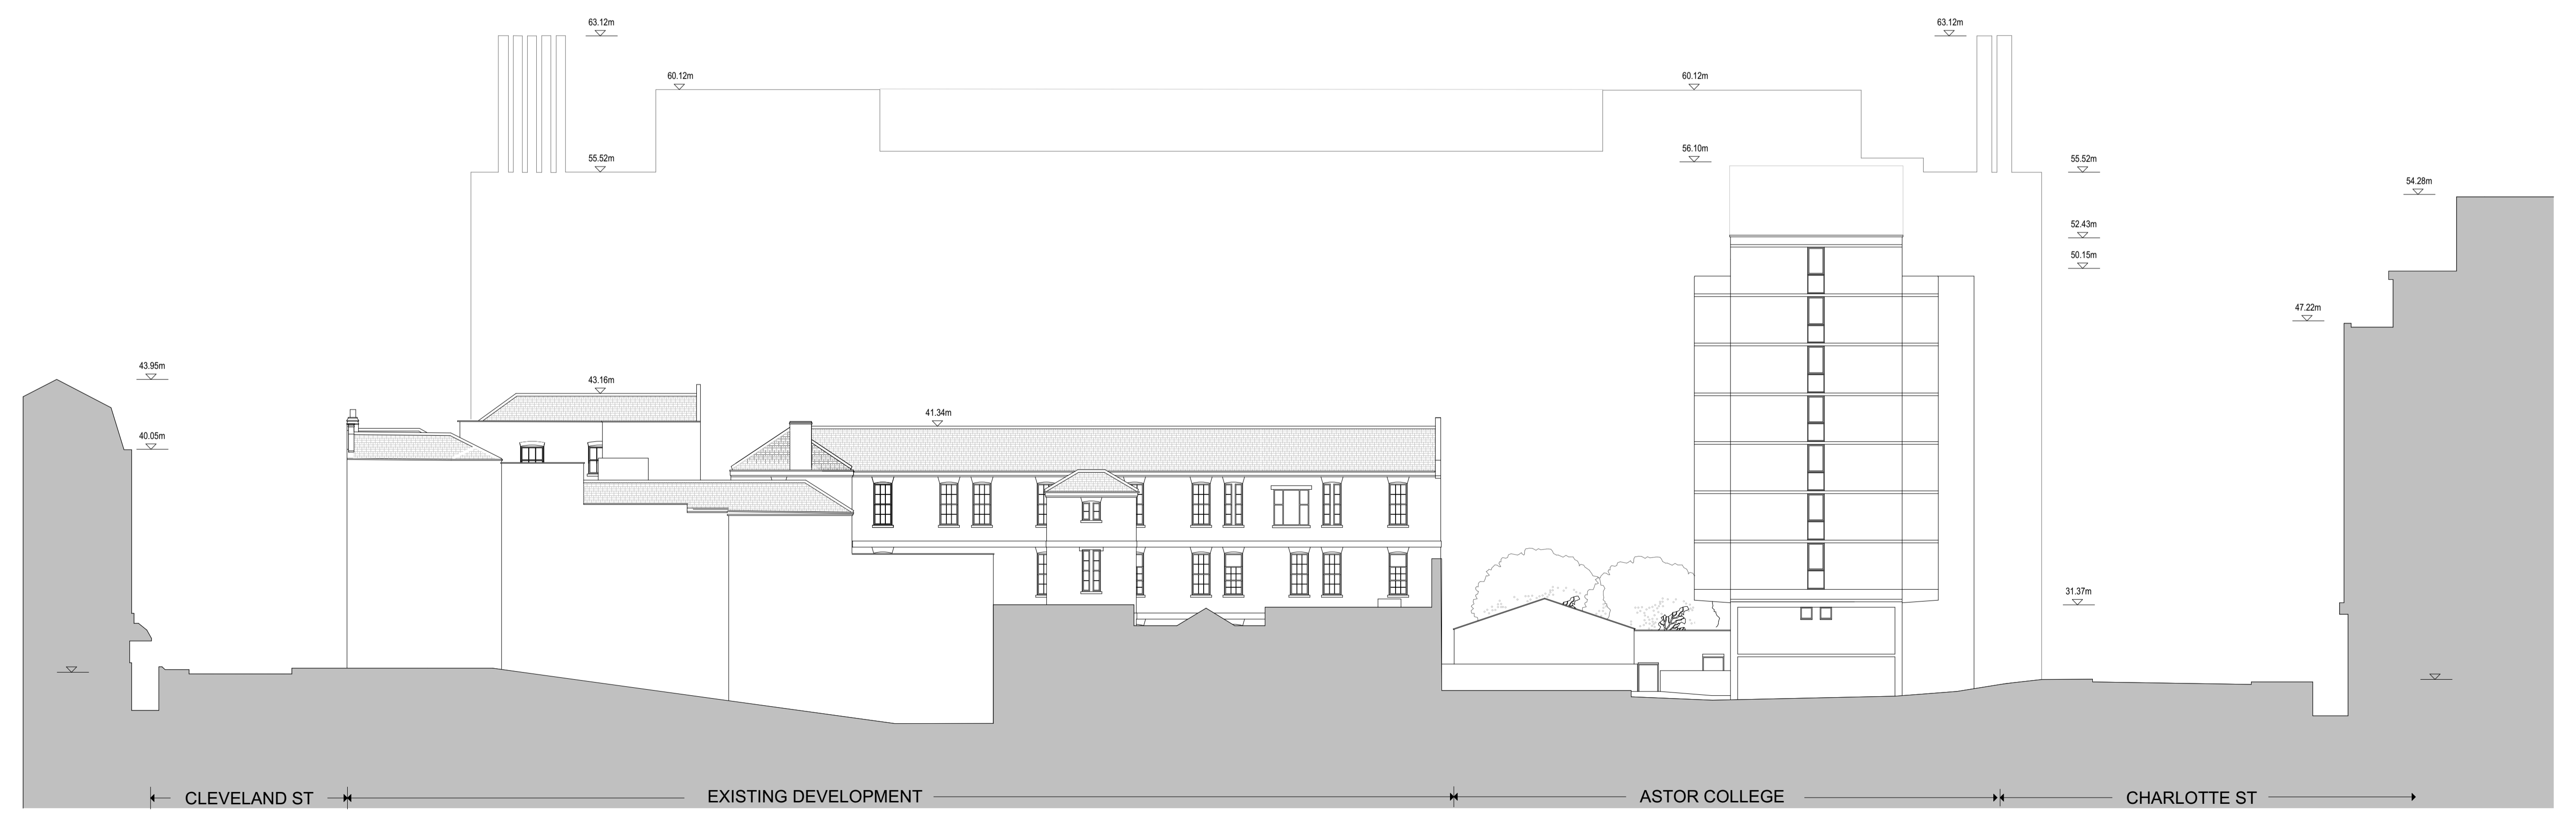 63.12m
63.12m
60.12m
60.12m
56.10m
55.52m
55.52m
54.28m
52.43m
50.15m
47.22m
43.95m
43.16m
41.34m
40.05m
31.37m
CLEVELAND ST
EXISTING DEVELOPMENT
ASTOR COLLEGE
CHARLOTTE ST